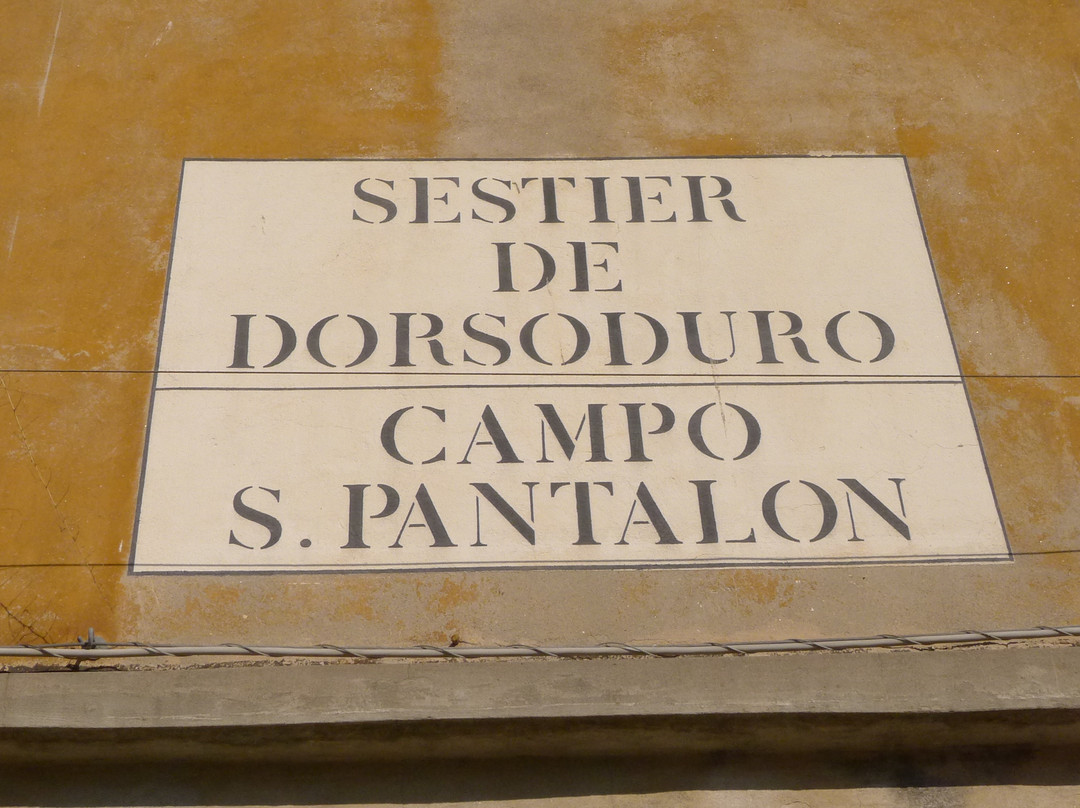 SESTIER
DE
DORSODURO
CAMPO
S. PANTALON